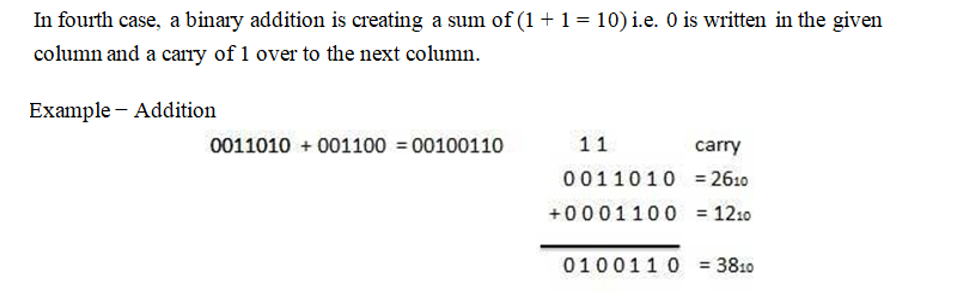 In fourth case, a binary addition is creating a sum of (1 + 1 = 10) i.e. 0 is written in the given
column and a carry of 1 over to the next column.
Example − Addition
0011010 + 001100 = 00100110 1 1 carry
0 0 1 1 0 1 0 = 26₁₀
+ 0 0 0 1 1 0 0 = 12₁₀
0 1 0 0 1 1 0 = 38₁₀